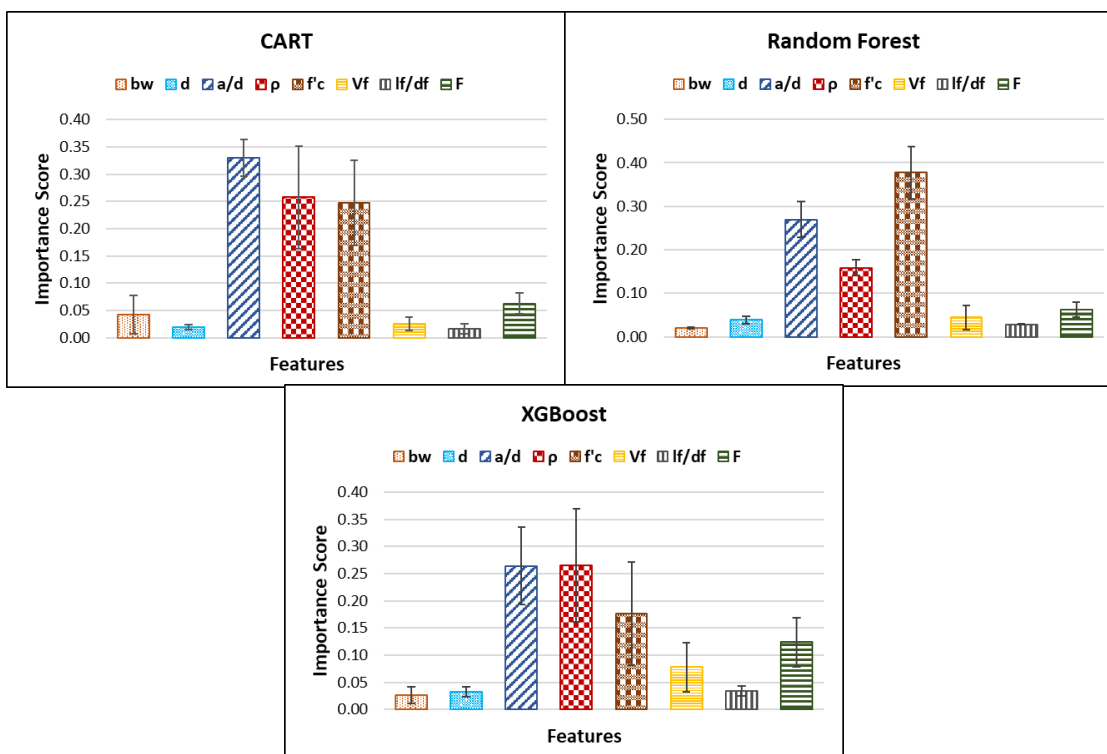 CART
bw d a/d ρ f'c Vf lf/df F
0.40
0.35
0.30
0.25
0.20
0.15
0.10
0.05
0.00
Importance Score
Features
Random Forest
bw d a/d ρ f'c Vf lf/df F
0.50
0.40
0.30
0.20
0.10
0.00
Importance Score
Features
XGBoost
bw d a/d ρ f'c Vf lf/df F
0.40
0.35
0.30
0.25
0.20
0.15
0.10
0.05
0.00
Importance Score
Features